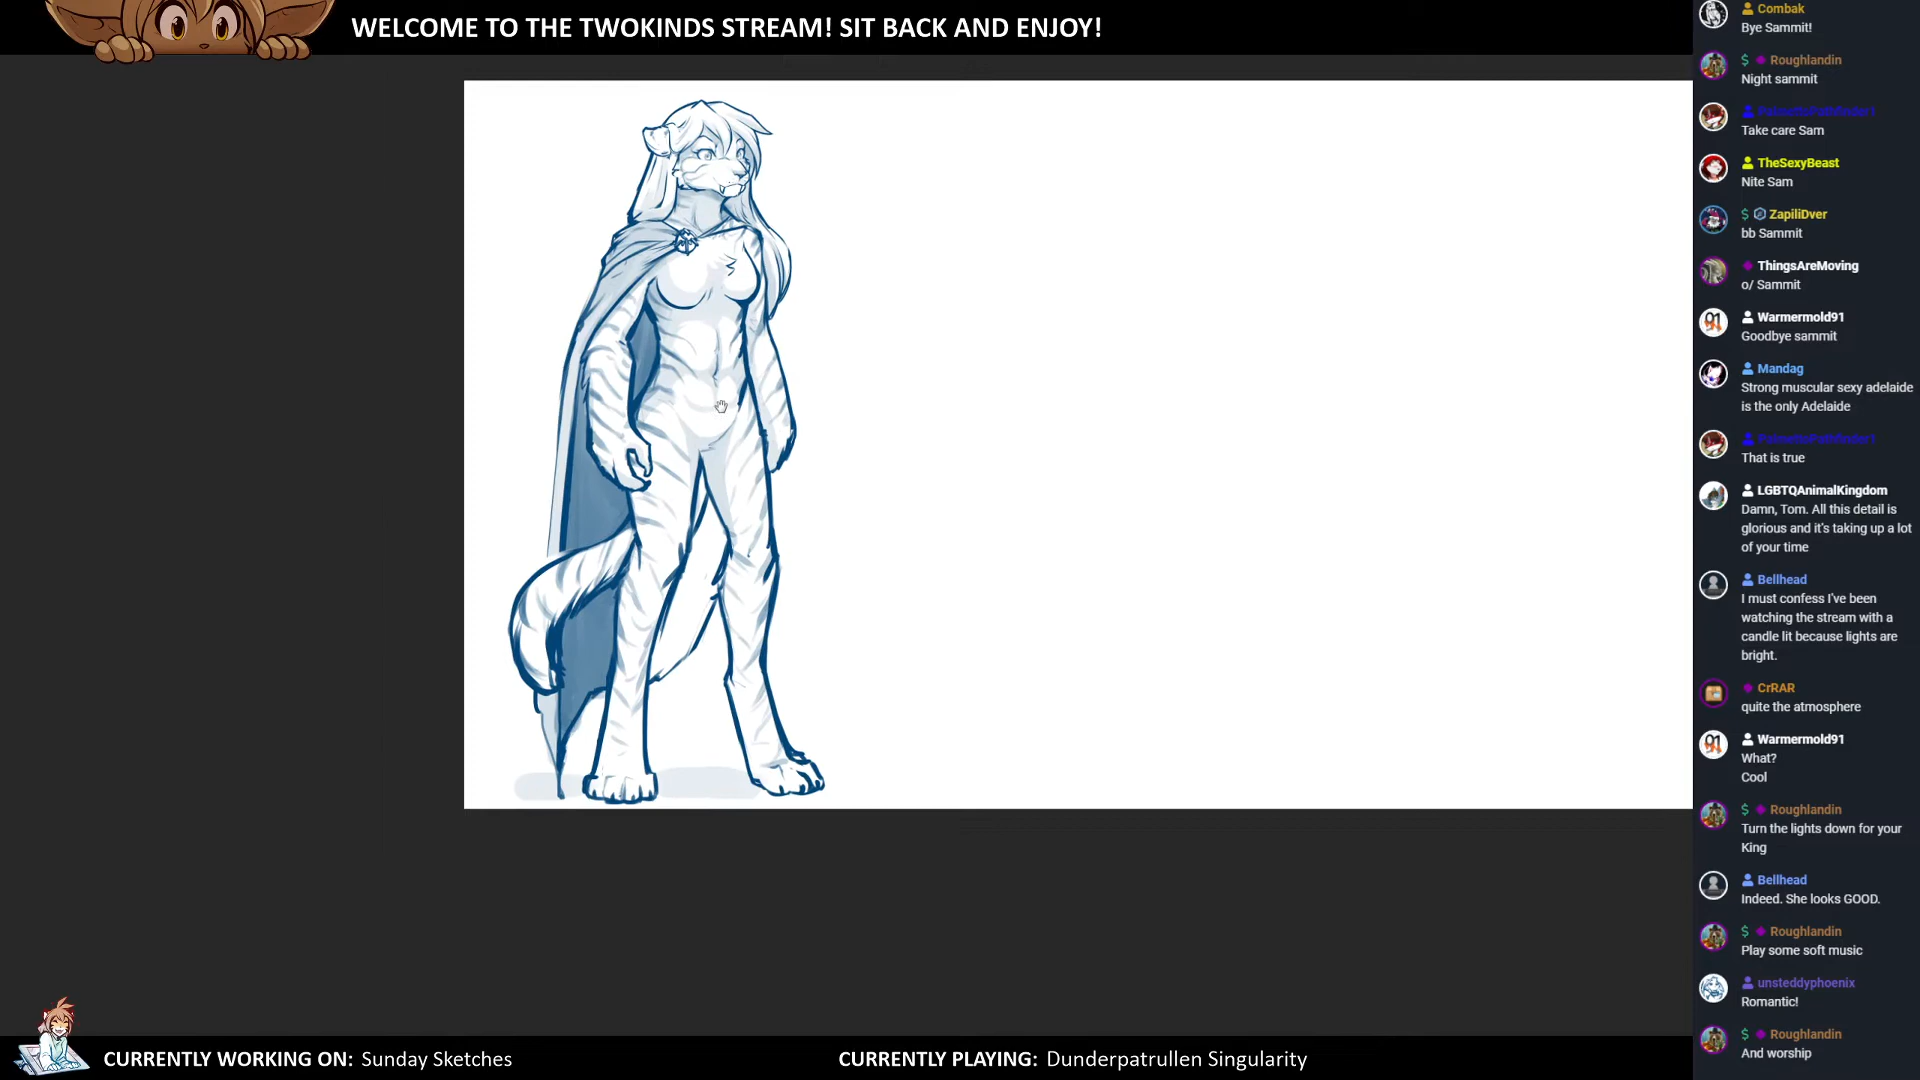 WELCOME TO THE TWOKINDS STREAM! SIT BACK AND ENJOY!
Combak
Bye Sammit!
$ Roughlandin
Night sammit
PalmettoPathfinder1
Take care Sam
TheSexyBeast
Nite Sam
$ ZapiliDver
bb Sammit
ThingsAreMoving
o/ Sammit
Warmermold91
Goodbye sammit
Mandag
Strong muscular sexy adelaide
is the only Adelaide
PalmettoPathfinder1
That is true
LGBTQAnimalKingdom
Damn, Tom. All this detail is
glorious and it's taking up a lot
of your time
Bellhead
I must confess I've been
watching the stream with a
candle lit because lights are
bright.
CrRAR
quite the atmosphere
Warmermold91
What?
Cool
$ Roughlandin
Turn the lights down for your
King
Bellhead
Indeed. She looks GOOD.
$ Roughlandin
Play some soft music
unsteddyphoenix
Romantic!
$ Roughlandin
And worship
CURRENTLY WORKING ON: Sunday Sketches
CURRENTLY PLAYING: Dunderpatrullen Singularity